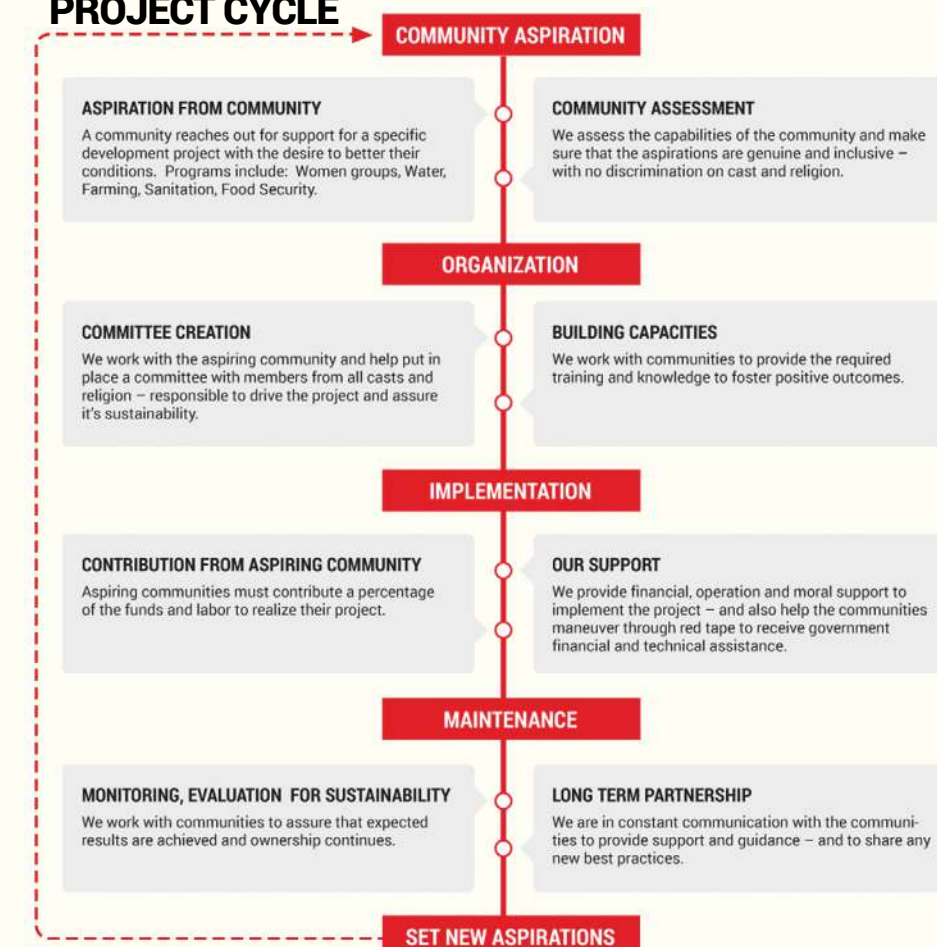 PROJECT CYCLE
COMMUNITY ASPIRATION
ASPIRATION FROM COMMUNITY
A community reaches out for support for a specific
development project with the desire to better their
conditions. Programs include: Women groups, Water,
Farming, Sanitation, Food Security.
COMMUNITY ASSESSMENT
We assess the capabilities of the community and make
sure that the aspirations are genuine and inclusive –
with no discrimination on cast and religion.
ORGANIZATION
COMMITTEE CREATION
We work with the aspiring community and help put in
place a committee with members from all casts and
religion – responsible to drive the project and assure
it's sustainability.
BUILDING CAPACITIES
We work with communities to provide the required
training and knowledge to foster positive outcomes.
IMPLEMENTATION
CONTRIBUTION FROM ASPIRING COMMUNITY
Aspiring communities must contribute a percentage
of the funds and labor to realize their project.
OUR SUPPORT
We provide financial, operation and moral support to
implement the project – and also help the communities
maneuver through red tape to receive government
financial and technical assistance.
MAINTENANCE
MONITORING, EVALUATION FOR SUSTAINABILITY
We work with communities to assure that expected
results are achieved and ownership continues.
LONG TERM PARTNERSHIP
We are in constant communication with the communi-
ties to provide support and guidance – and to share any
new best practices.
SET NEW ASPIRATIONS